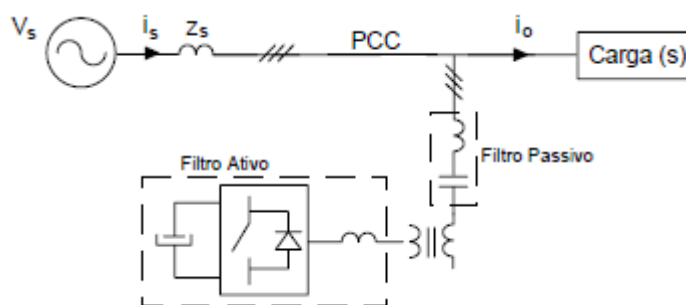 Vs
is
Zs
PCC
io
Carga (s)
Filtro Passivo
Filtro Ativo